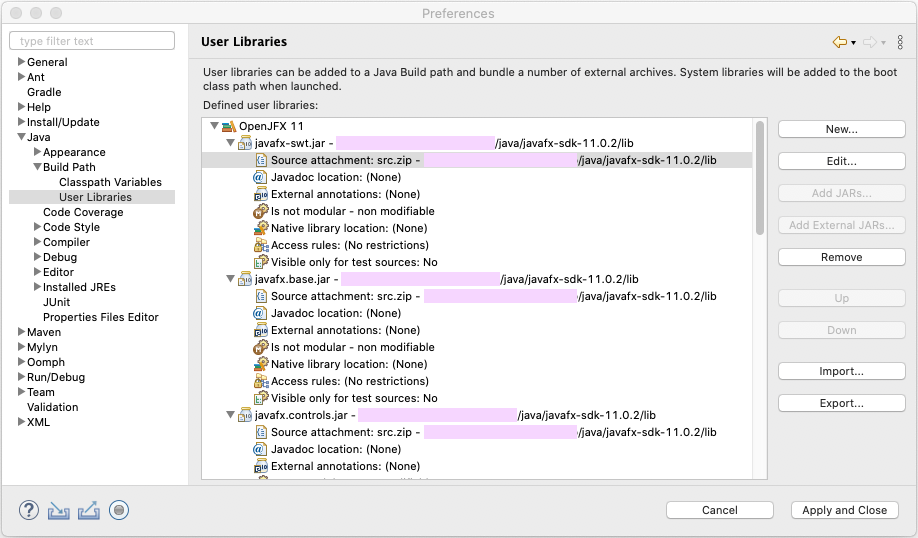 Preferences
type filter text
General
Ant
Gradle
Help
Install/Update
Java
Appearance
Build Path
Classpath Variables
User Libraries
Code Coverage
Code Style
Compiler
Debug
Editor
Installed JREs
JUnit
Properties Files Editor
Maven
Mylyn
Oomph
Run/Debug
Team
Validation
XML
User Libraries
User libraries can be added to a Java Build path and bundle a number of external archives. System libraries will be added to the boot
class path when launched.
Defined user libraries:
OpenJFX 11
javafx-swt.jar - /java/javafx-sdk-11.0.2/lib
Source attachment: src.zip - /java/javafx-sdk-11.0.2/lib
Javadoc location: (None)
External annotations: (None)
Is not modular - non modifiable
Native library location: (None)
Access rules: (No restrictions)
Visible only for test sources: No
javafx.base.jar - /java/javafx-sdk-11.0.2/lib
Source attachment: src.zip - /java/javafx-sdk-11.0.2/lib
Javadoc location: (None)
External annotations: (None)
Is not modular - non modifiable
Native library location: (None)
Access rules: (No restrictions)
Visible only for test sources: No
javafx.controls.jar - /java/javafx-sdk-11.0.2/lib
Source attachment: src.zip - /java/javafx-sdk-11.0.2/lib
Javadoc location: (None)
External annotations: (None)
New...
Edit...
Add JARs...
Add External JARs...
Remove
Up
Down
Import...
Export...
Cancel
Apply and Close